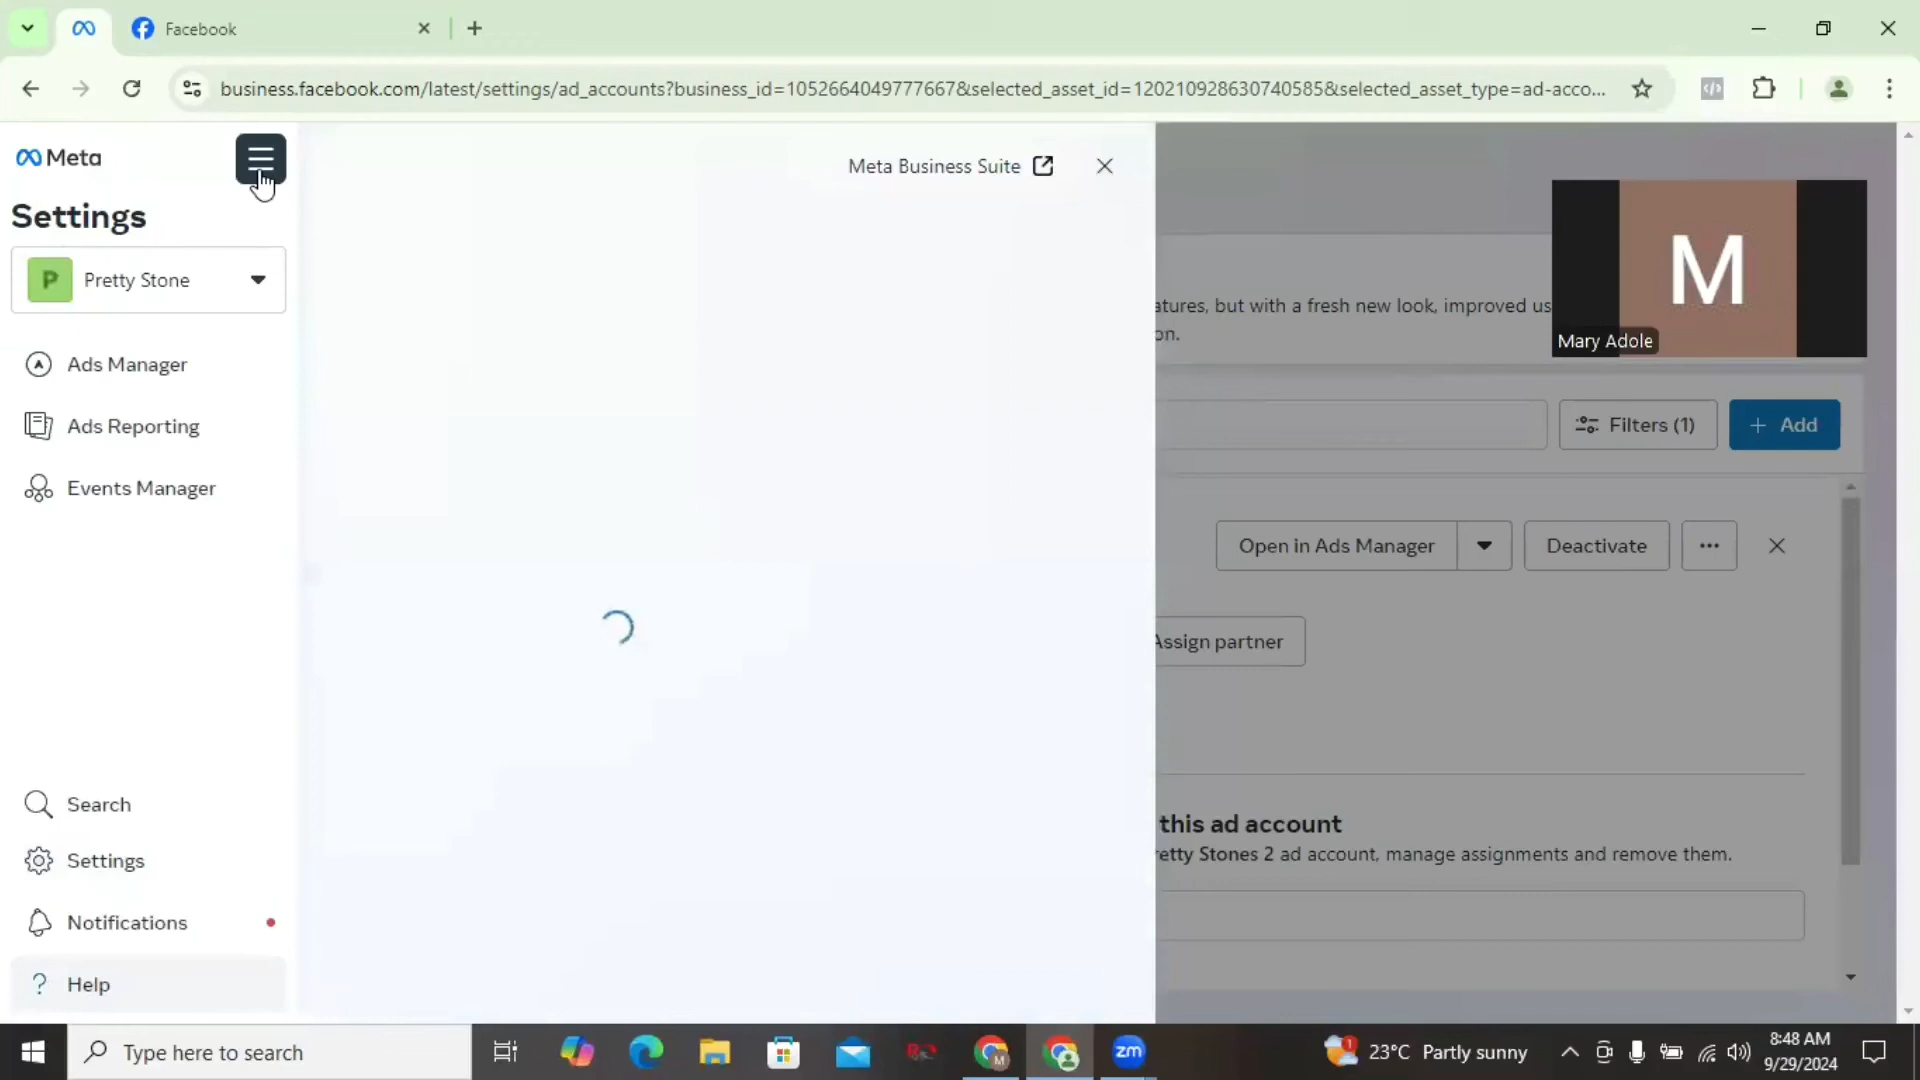 Facebook
business.facebook.com/latest/settings/ad_accounts?business_id=1052664049777667&selected_asset_id=120210928630740585&selected_asset_type=ad-acco...
Meta
Meta Business Suite
Settings
P Pretty Stone
Ads Manager
Ads Reporting
Events Manager
Search
Settings
Notifications
? Help
M
Mary Adole
atures, but with a fresh new look, improved us
on.
Filters (1)
+ Add
Open in Ads Manager
Deactivate
Assign partner
this ad account
retty Stones 2 ad account, manage assignments and remove them.
Type here to search
M
zm
23°C Partly sunny
8:48 AM
9/29/2024